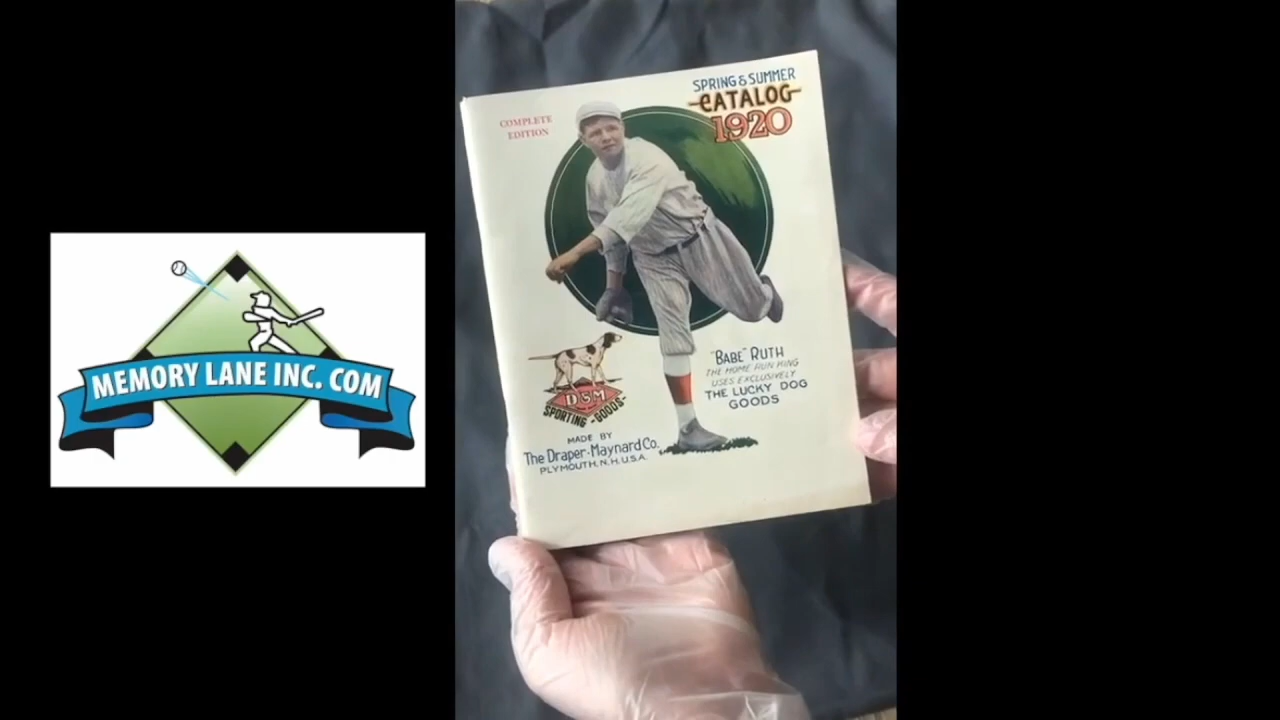 MEMORY LANE INC. COM
SPRING & SUMMER
CATALOG
1920
COMPLETE
EDITION
"BABE" RUTH
THE HOME RUN KING
USES EXCLUSIVELY
THE LUCKY DOG
GOODS
D&M
SPORTING-GOODS-
MADE BY
The Draper-Maynard Co.
PLYMOUTH, N.H. U.S.A.